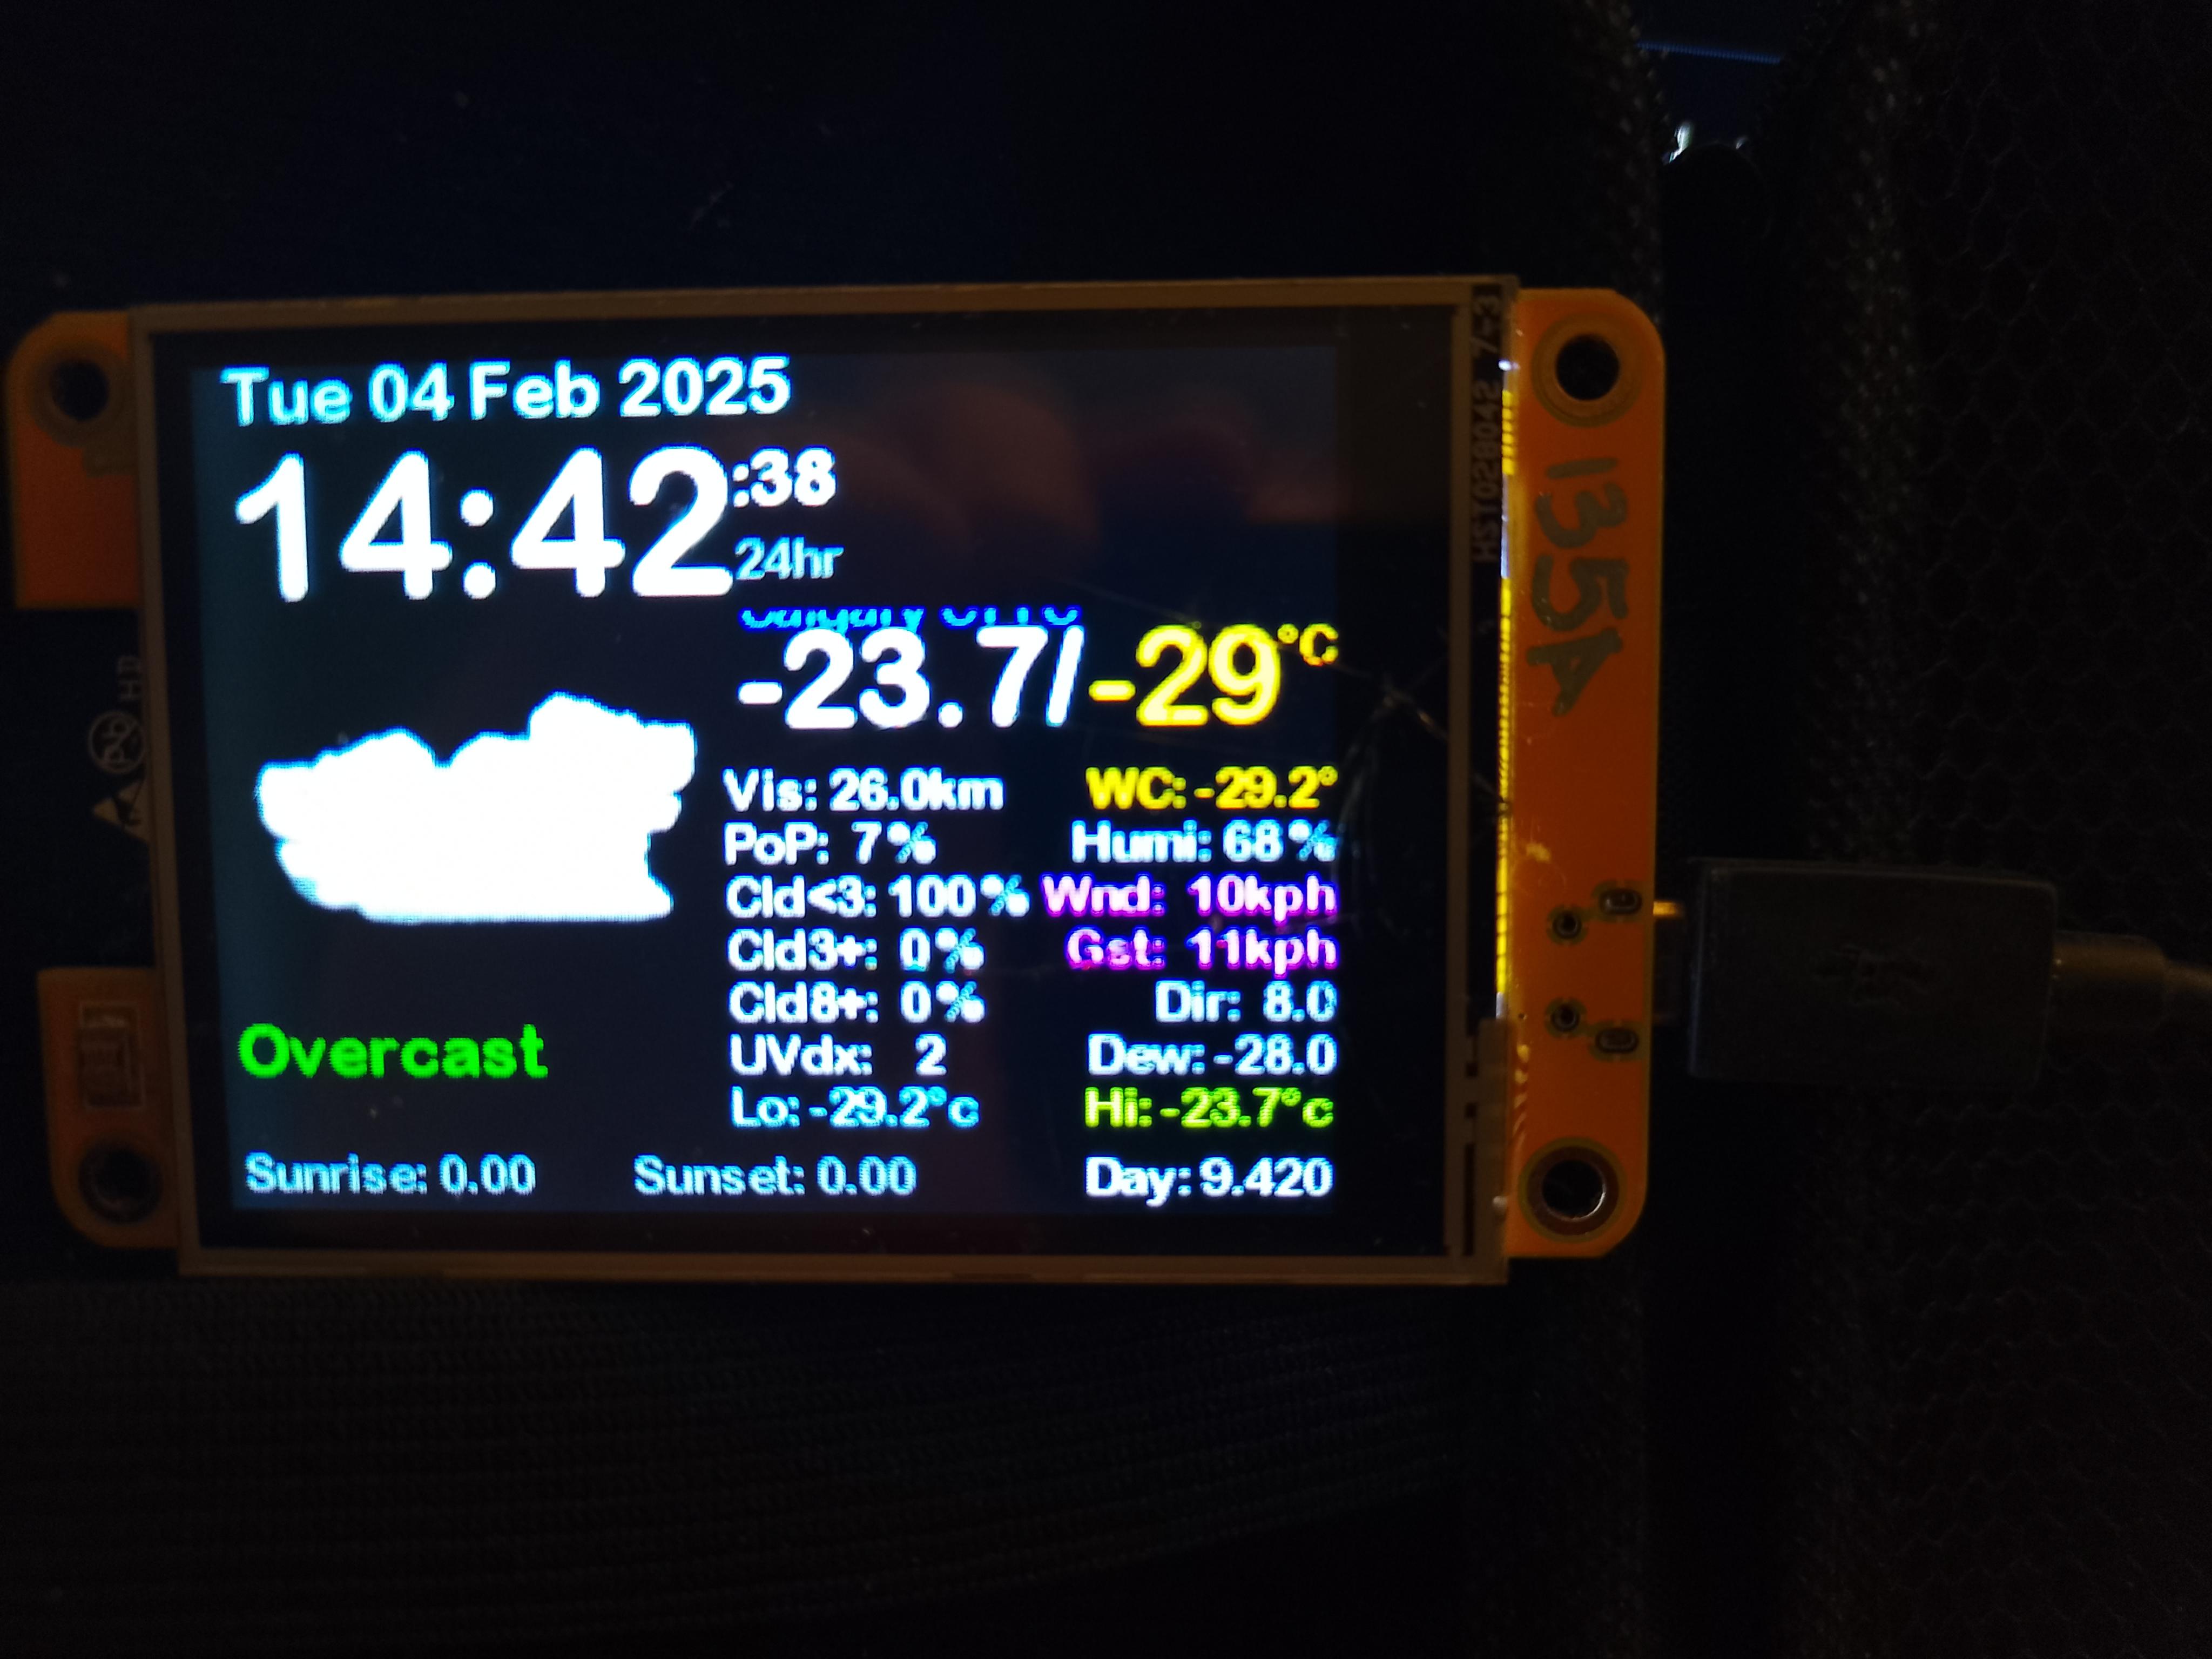 Tue 04 Feb 2025
14:42:38
24hr
-23.7/-29°C
Vis: 26.0km WC: -29.2°
PoP: 7% Humi: 68%
Cld<3: 100% Wnd: 10kph
Cld3+: 0% Gst: 11kph
Cld8+: 0% Dir: 8.0
Overcast
UVdx: 2 Dew: -28.0
Lo: -29.2°c Hi: -23.7°c
Sunrise: 0.00 Sunset: 0.00 Day: 9.420
135A
Pb